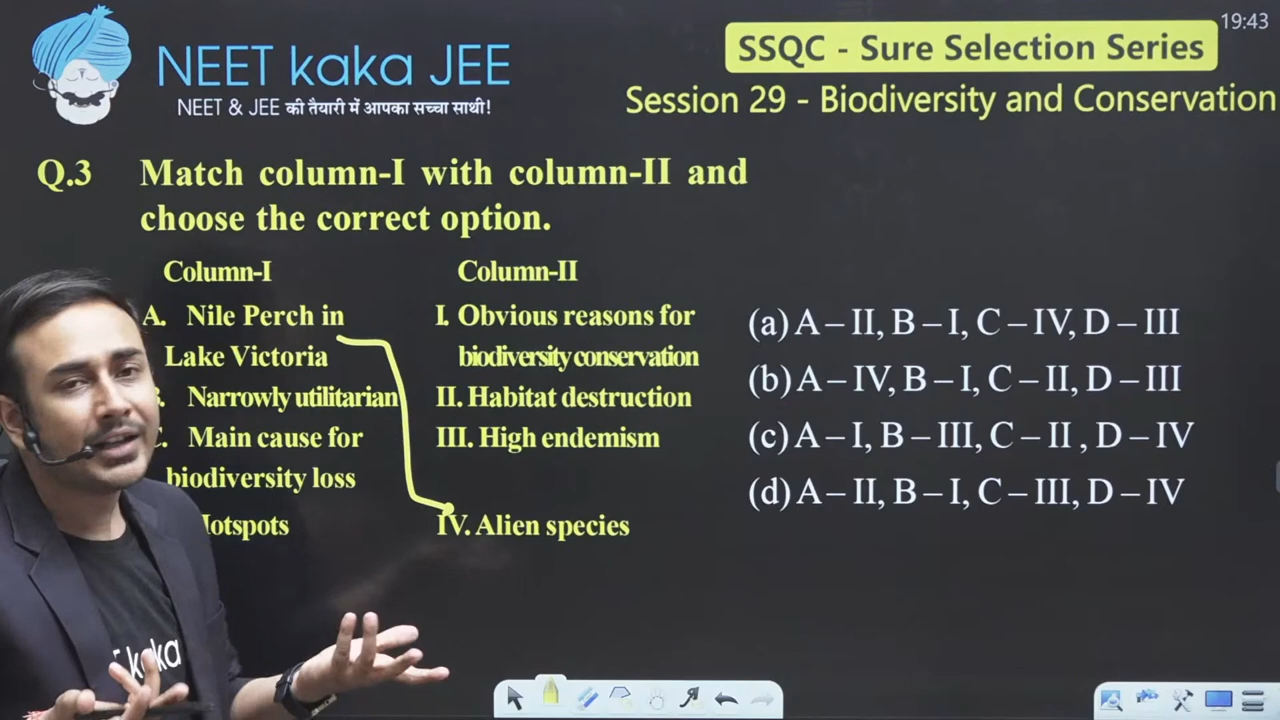 19:43
NEET kaka JEE
NEET & JEE की तैयारी में आपका सच्चा साथी!
SSQC - Sure Selection Series
Session 29 - Biodiversity and Conservation
Q.3 Match column-I with column-II and
choose the correct option.
Column-I Column-II
A. Nile Perch in I. Obvious reasons for
Lake Victoria biodiversity conservation
Narrowly utilitarian II. Habitat destruction
Main cause for III. High endemism
biodiversity loss
Hotspots IV. Alien species
(a) A – II, B – I, C – IV, D – III
(b) A – IV, B – I, C – II, D – III
(c) A – I, B – III, C – II , D – IV
(d) A – II, B – I, C – III, D – IV
kaka